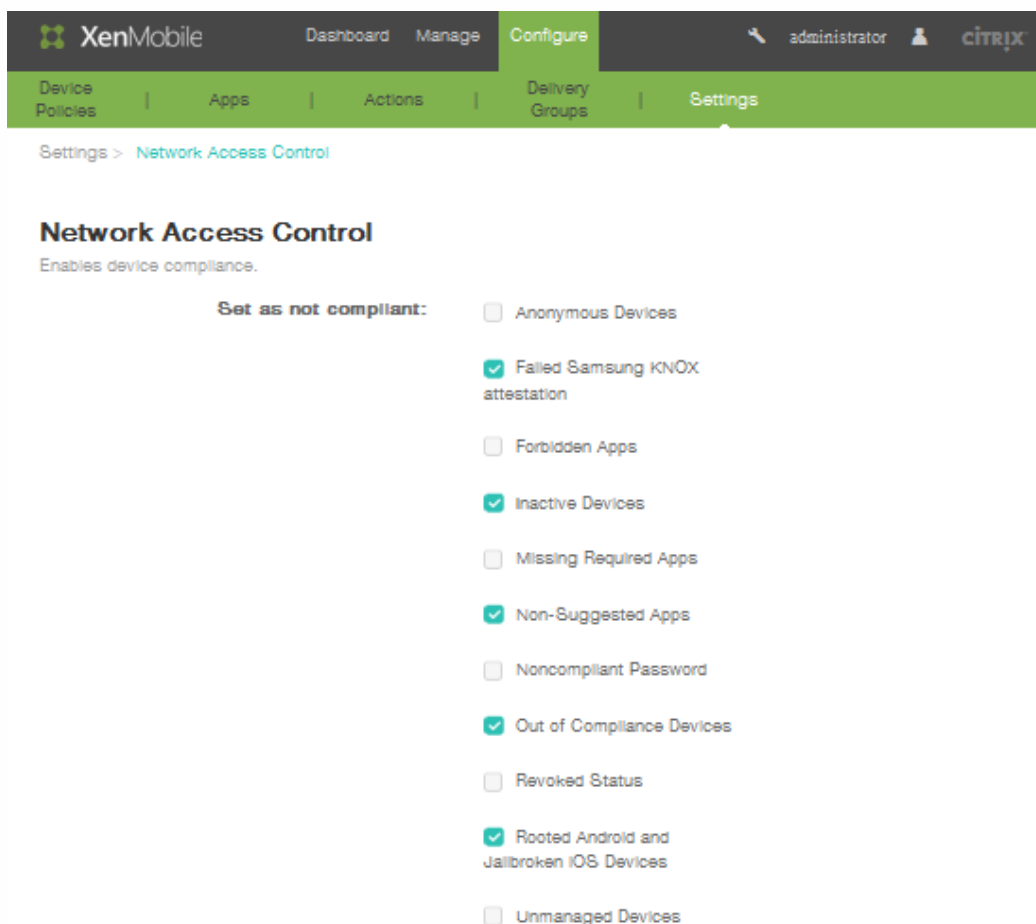 XenMobile Dashboard Manage Configure administrator CİTRIX
Device Policies | Apps | Actions | Delivery Groups | Settings
Settings > Network Access Control
Network Access Control
Enables device compliance.
Set as not compliant:
Anonymous Devices
Failed Samsung KNOX
attestation
Forbidden Apps
Inactive Devices
Missing Required Apps
Non-Suggested Apps
Noncompliant Password
Out of Compliance Devices
Revoked Status
Rooted Android and
Jailbroken iOS Devices
Unmanaged Devices